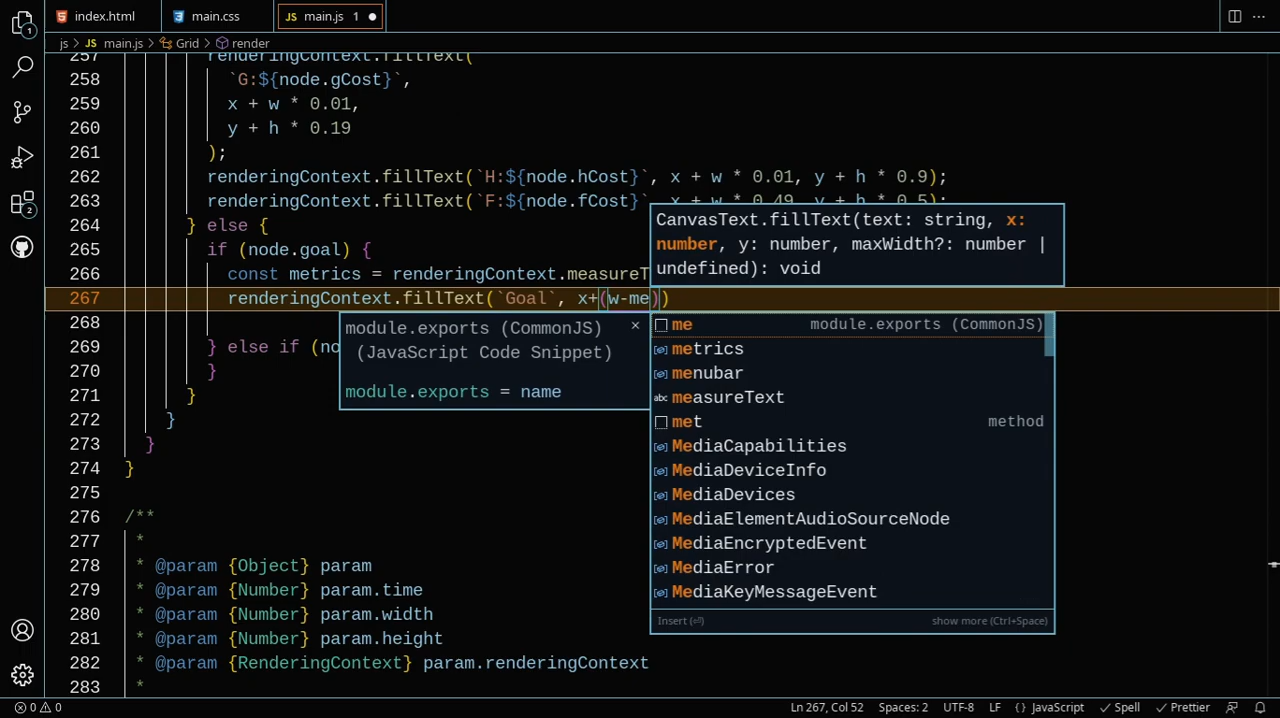 index.html
main.css
main.js 1
js > main.js > Grid > render
257 renderingContext.fillText(
258 `G:${node.gCost}`,
259 x + w * 0.01,
260 y + h * 0.19
261 );
262 renderingContext.fillText(`H:${node.hCost}`, x + w * 0.01, y + h * 0.9);
263 renderingContext.fillText(`F:${node.fCost}`, x + w * 0.49, y + h * 0.5);
264 } else {
265 if (node.goal) {
266 const metrics = renderingContext.measureT
267 renderingContext.fillText(`Goal`, x+(w-me))
268
269 } else if (no
270 }
271 }
272 }
273 }
274 }
275
276 /**
277 *
278 * @param {Object} param
279 * @param {Number} param.time
280 * @param {Number} param.width
281 * @param {Number} param.height
282 * @param {RenderingContext} param.renderingContext
283 *
CanvasText.fillText(text: string, x:
number, y: number, maxWidth?: number |
undefined): void
module.exports (CommonJS)
(JavaScript Code Snippet)
module.exports = name
me module.exports (CommonJS)
metrics
menubar
measureText
met method
MediaCapabilities
MediaDeviceInfo
MediaDevices
MediaElementAudioSourceNode
MediaEncryptedEvent
MediaError
MediaKeyMessageEvent
Insert (⏎) show more (Ctrl+Space)
1
2
0 0 Ln 267, Col 52 Spaces: 2 UTF-8 LF {} JavaScript Spell Prettier